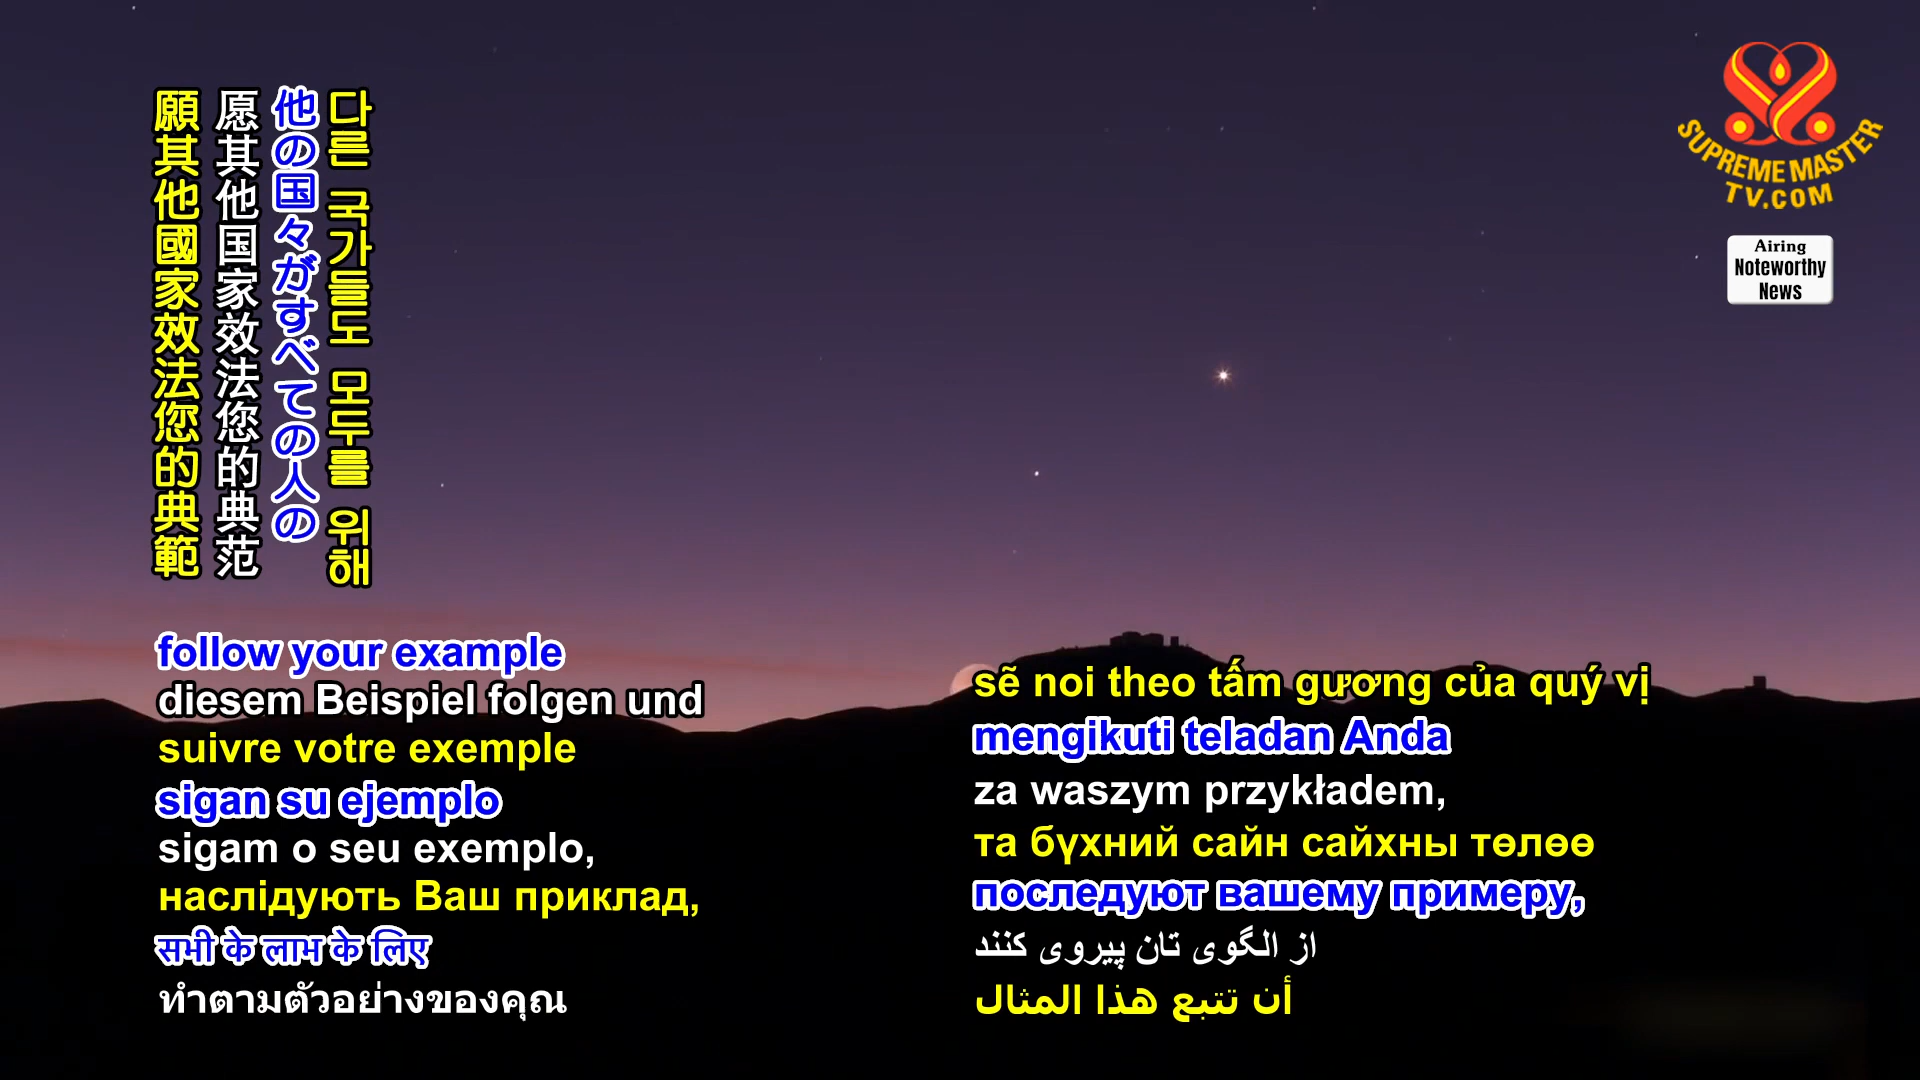 願其他國家效法您的典範
愿其他国家效法您的典范
他の国々がすべての人の
다른 국가들도 모두를 위해
SUPREME MASTER
TV.COM
Airing
Noteworthy
News
follow your example
diesem Beispiel folgen und
suivre votre exemple
sigan su ejemplo
sigam o seu exemplo,
наслідують Ваш приклад,
सभी के लाभ के लिए
ทำตามตัวอย่างของคุณ
sẽ noi theo tấm gương của quý vị
mengikuti teladan Anda
za waszym przykładem,
та бүхний сайн сайхны төлөө
последуют вашему примеру,
از الگوی تان پیروی کنند
أن تتبع هذا المثال